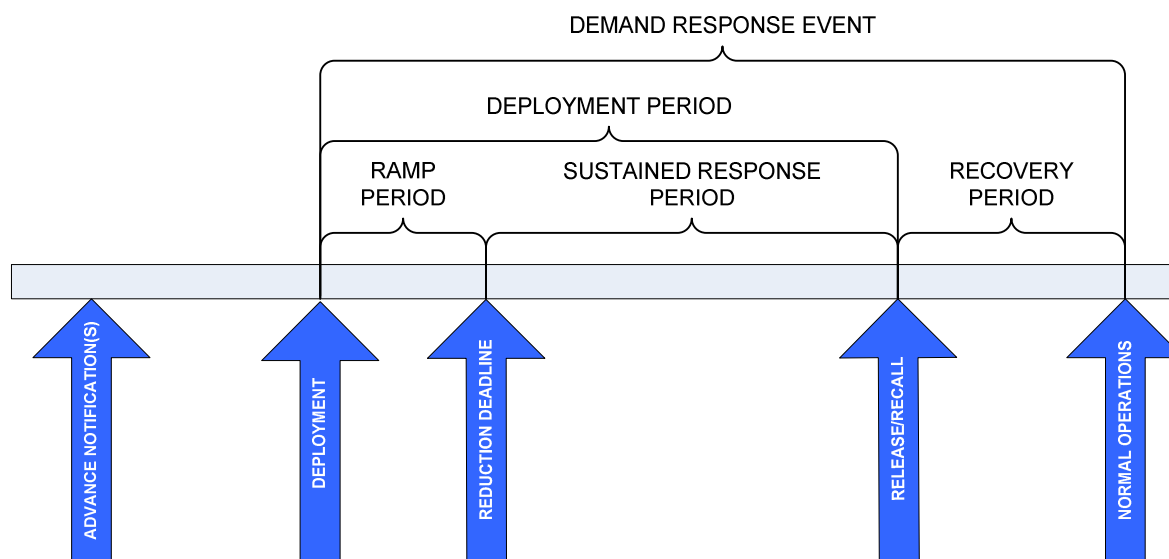 DEMAND RESPONSE EVENT
DEPLOYMENT PERIOD
RAMP
PERIOD
SUSTAINED RESPONSE
PERIOD
RECOVERY
PERIOD
ADVANCE NOTIFICATION(S)
DEPLOYMENT
REDUCTION DEADLINE
RELEASE/RECALL
NORMAL OPERATIONS